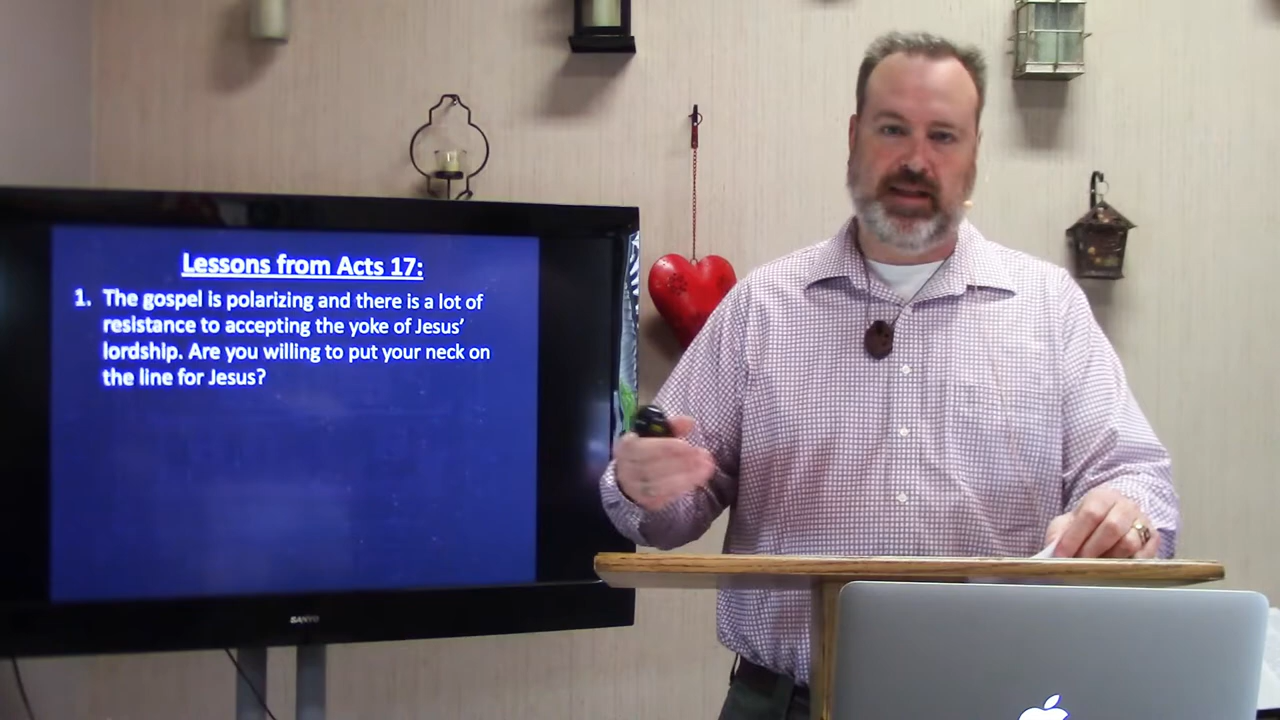 Lessons from Acts 17:
1. The gospel is polarizing and there is a lot of
resistance to accepting the yoke of Jesus’
lordship. Are you willing to put your neck on
the line for Jesus?
SANYO